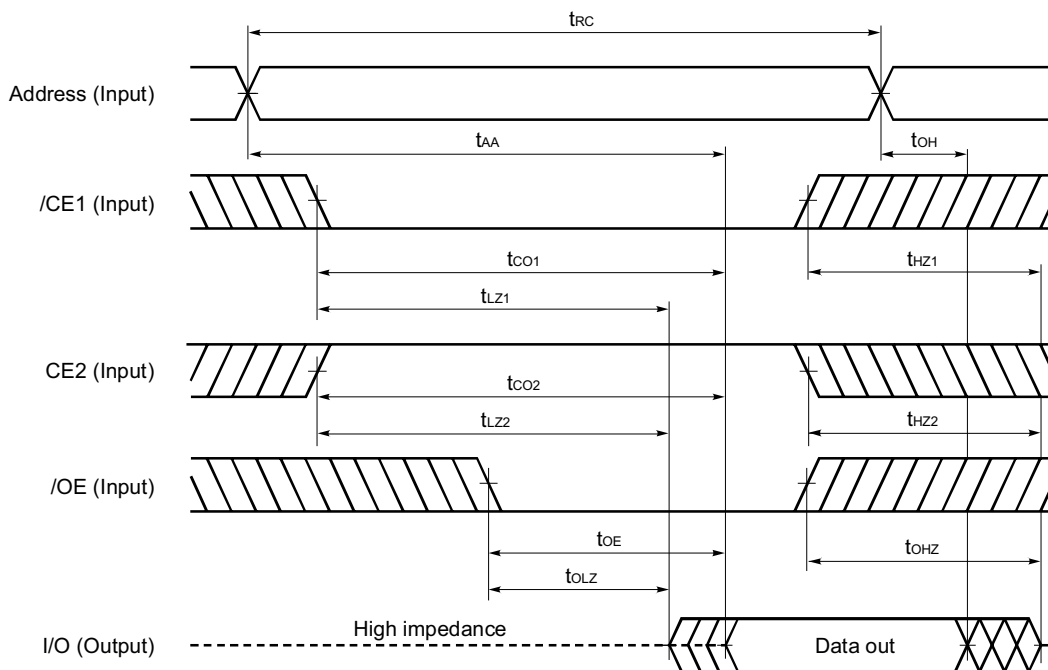 tRC
Address (Input)
tAA
tOH
/CE1 (Input)
tCO1
tHZ1
tLZ1
CE2 (Input)
tCO2
tLZ2
tHZ2
/OE (Input)
tOE
tOHZ
tOLZ
High impedance
I/O (Output)
Data out